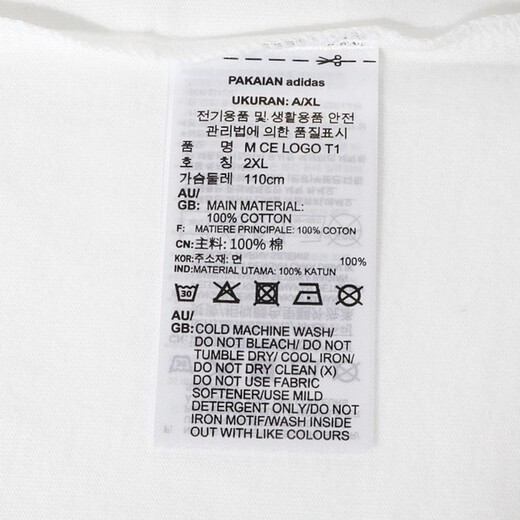 PAKAIAN adidas
UKURAN: A/XL
전기용품 및 생활용품 안전
관리법에 의한 품질표시
품 명 M CE LOGO T1
호 칭 2XL
가슴둘레 110cm
AU/
GB: MAIN MATERIAL:
100% COTTON
F: MATIERE PRINCIPALE: 100% COTON
CN: 主料: 100% 棉
KOR: 주소재: 면 100%
IND: MATERIAL UTAMA: 100% KATUN
30
AU/
GB: COLD MACHINE WASH/
DO NOT BLEACH/ DO NOT
TUMBLE DRY/ COOL IRON/
DO NOT DRY CLEAN (X)
DO NOT USE FABRIC
SOFTENER/USE MILD
DETERGENT ONLY/DO NOT
IRON MOTIF/WASH INSIDE
OUT WITH LIKE COLOURS